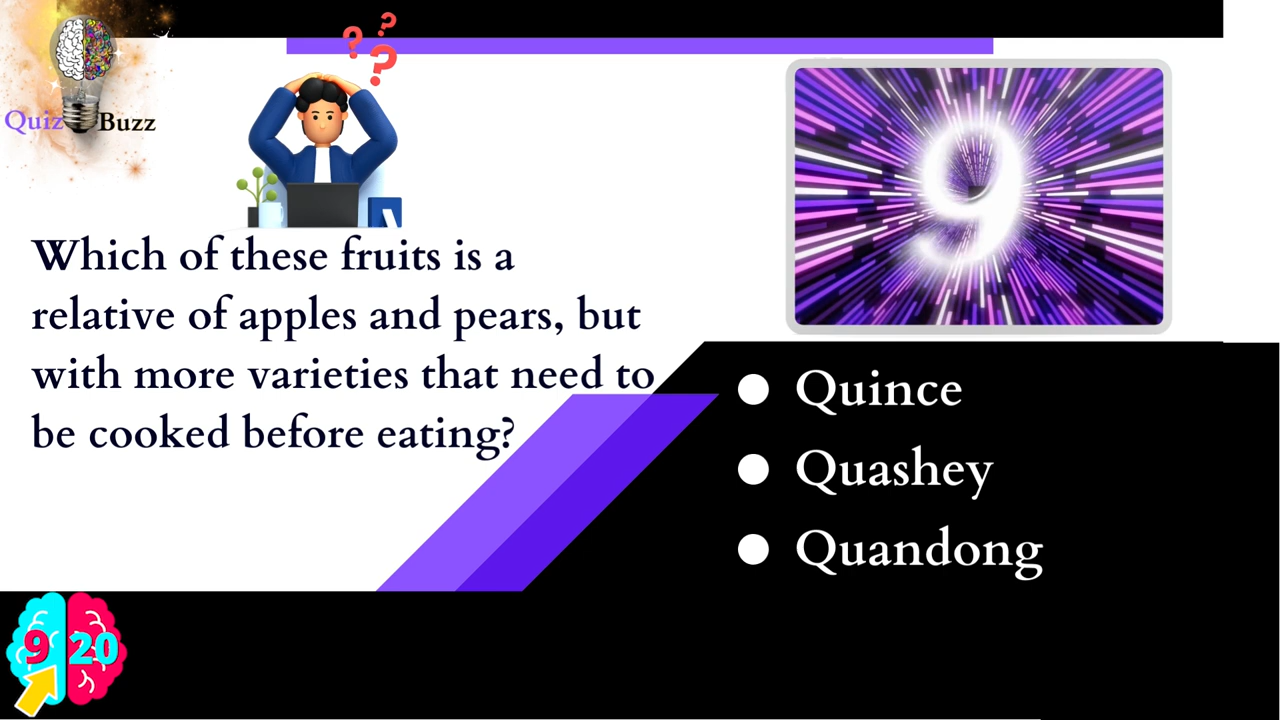 Quiz Buzz
? ? ?
9
Which of these fruits is a
relative of apples and pears, but
with more varieties that need to
be cooked before eating?
Quince
Quashey
Quandong
9 20